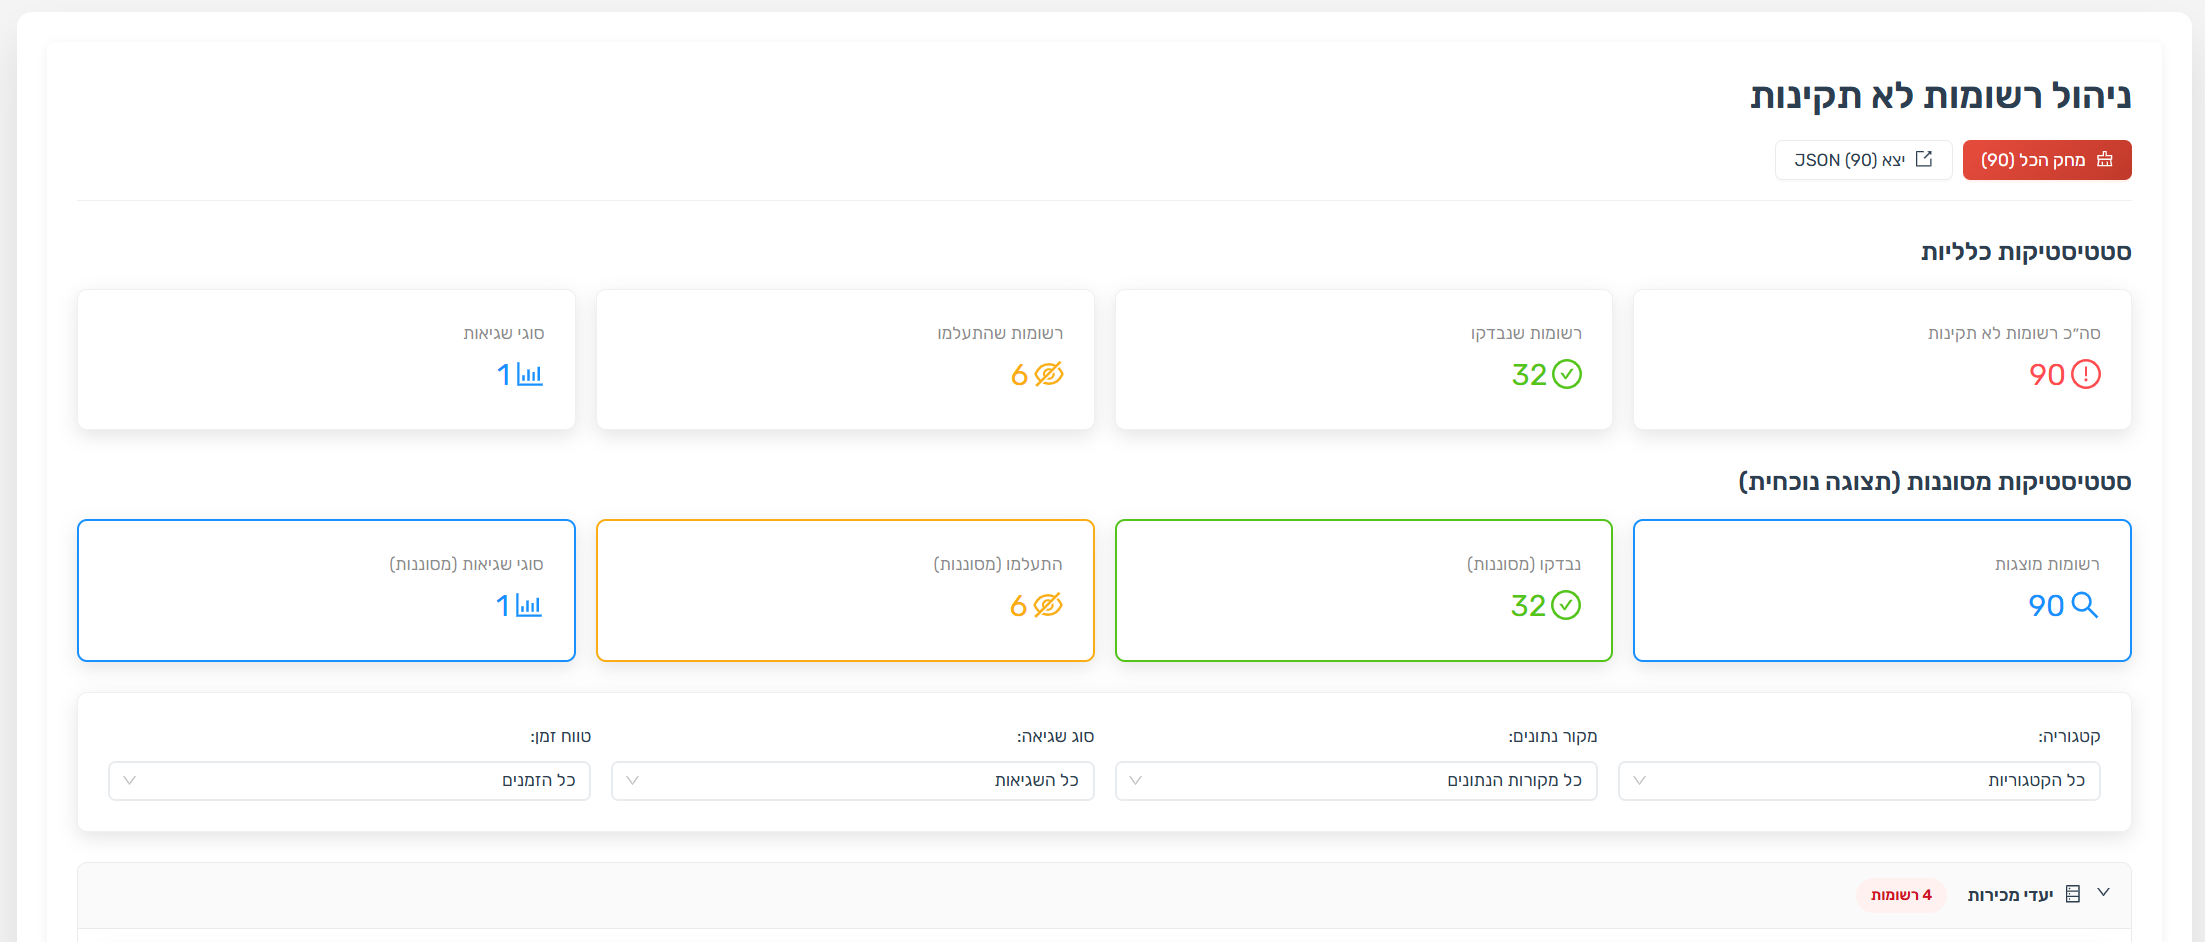 ניהול רשומות לא תקינות
מחק הכל (90)
יצא JSON (90)
סטטיסטיקות כלליות
סה״כ רשומות לא תקינות
90
רשומות שנבדקו
32
רשומות שהתעלמו
6
סוגי שגיאות
1
סטטיסטיקות מסוננות (תצוגה נוכחית)
רשומות מוצגות
90
נבדקו (מסוננות)
32
התעלמו (מסוננות)
6
סוגי שגיאות (מסוננות)
1
קטגוריה:
כל הקטגוריות
מקור נתונים:
כל מקורות הנתונים
סוג שגיאה:
כל השגיאות
טווח זמן:
כל הזמנים
יעדי מכירות
4 רשומות